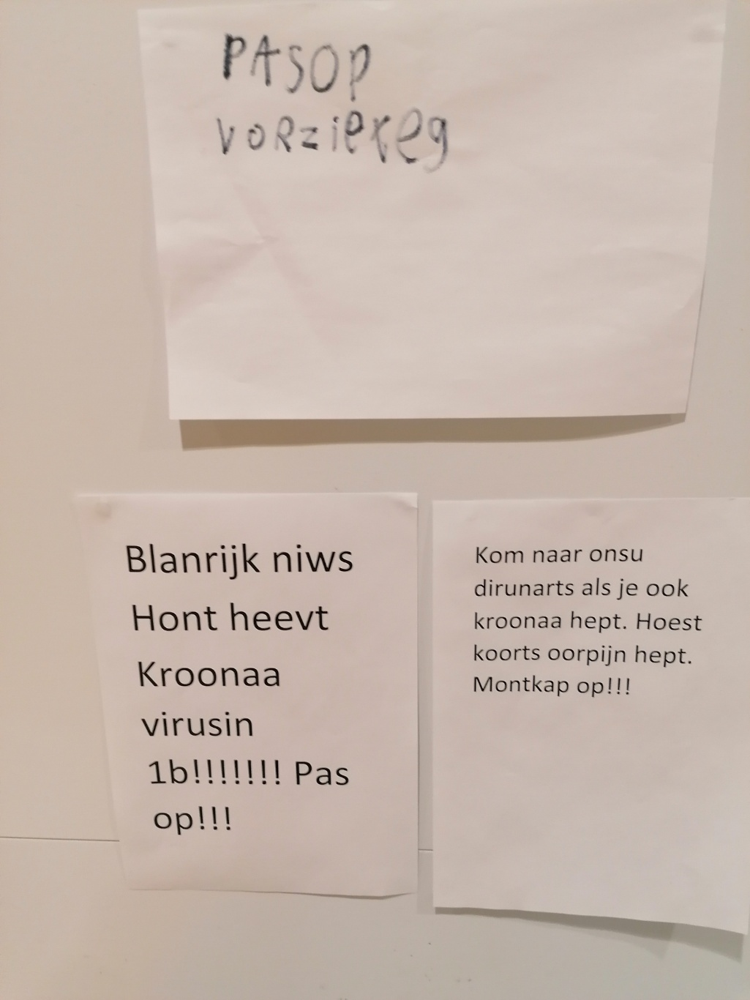 PASOP
VORziekeg
Blanrijk niws
Hont heevt
Kroonaa
virusin
1b!!!!!!! Pas
op!!!
Kom naar onsu
dirunarts als je ook
kroonaa hept. Hoest
koorts oorpijn hept.
Montkap op!!!